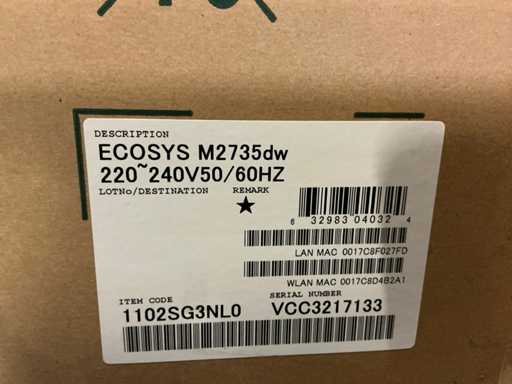 DESCRIPTION
ECOSYS M2735dw
220~240V50/60HZ
LOTNo/DESTINATION REMARK
★
6 32983 04032 4
LAN MAC 0017C8F027FD
WLAN MAC 0017C8D4B2A1
ITEM CODE SERIAL NUMBER
1102SG3NL0 VCC3217133